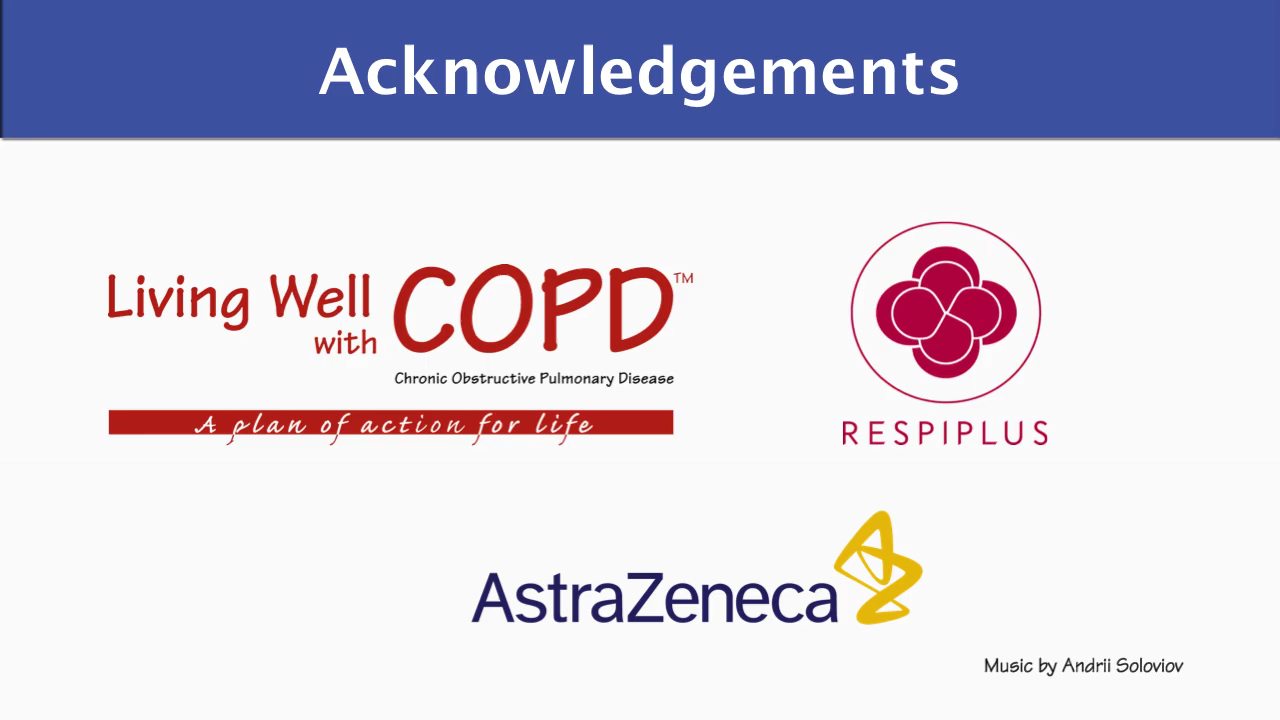 Acknowledgements
Living Well
with
COPD™
Chronic Obstructive Pulmonary Disease
A plan of action for life
RESPIPLUS
AstraZeneca
Music by Andrii Soloviov